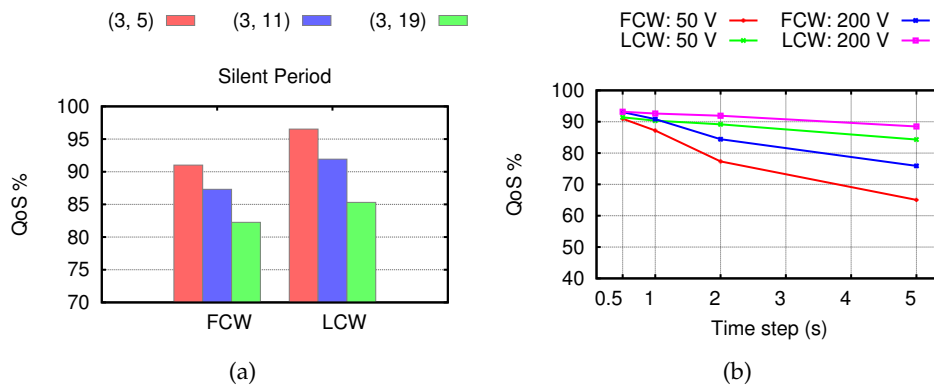 (3, 5) (3, 11) (3, 19)
Silent Period
QoS %
100
95
90
85
80
75
70
FCW LCW
(a)
FCW: 50 V FCW: 200 V
LCW: 50 V LCW: 200 V
QoS %
100
90
80
70
60
50
40
0.5 1 2 3 4 5
Time step (s)
(b)